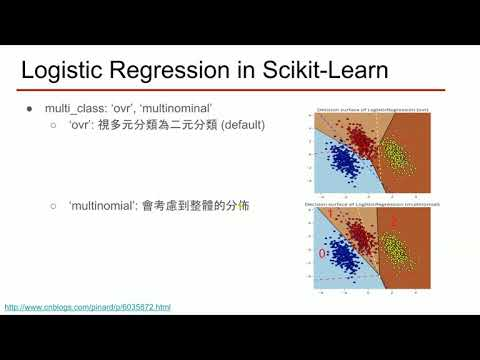 Logistic Regression in Scikit-Learn
● multi_class: ‘ovr’, ‘multinominal’
○ ‘ovr’: 視多元分類為二元分類 (default)
○ ‘multinomial’: 會考慮到整體的分佈
Decision surface of LogisticRegression (ovr)
Decision surface of LogisticRegression (multinomial)
1
2
0
http://www.cnblogs.com/pinard/p/6035872.html